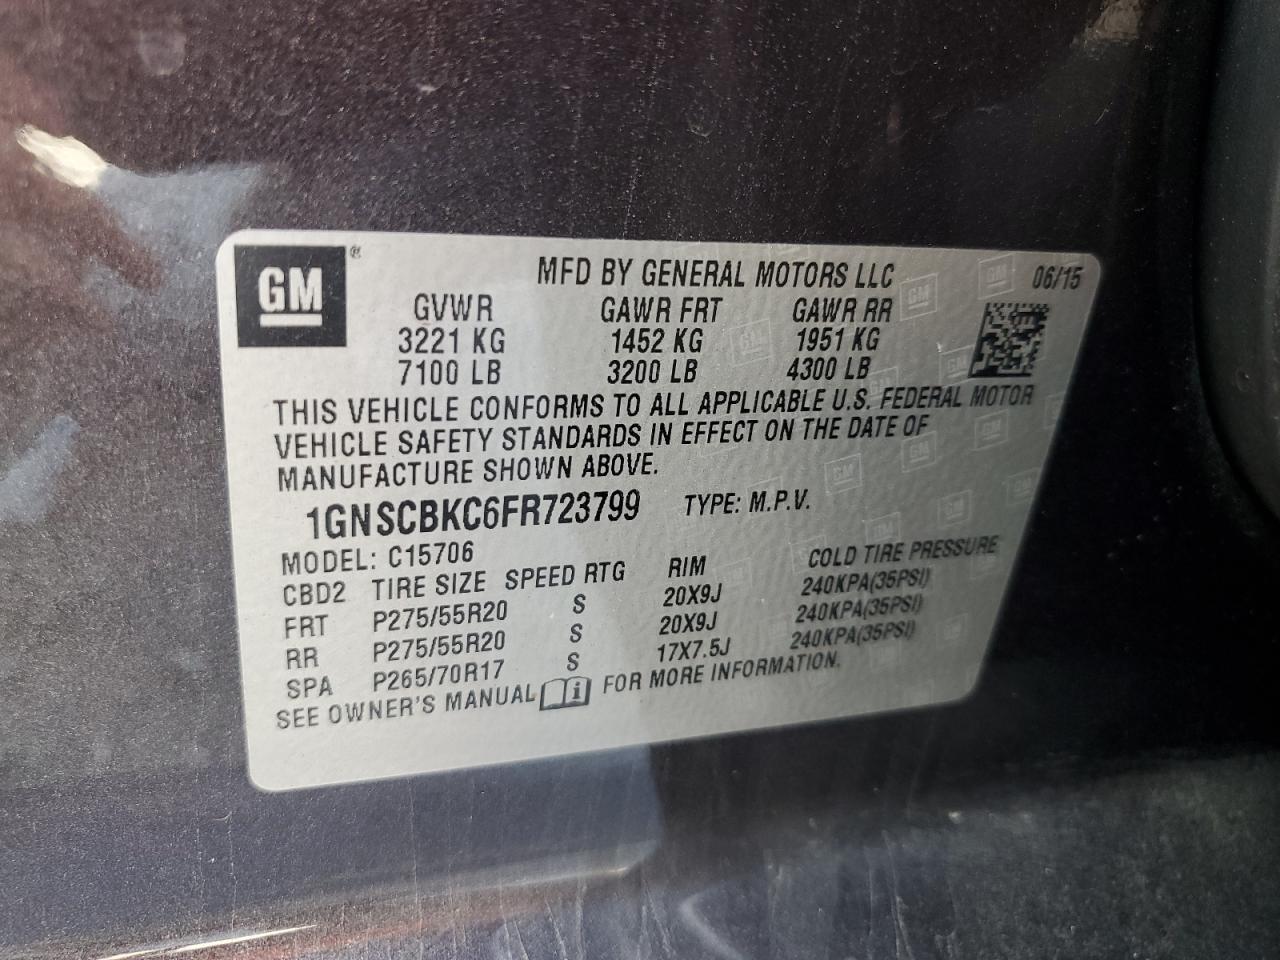 GM ®
MFD BY GENERAL MOTORS LLC 06/15
GVWR GAWR FRT GAWR RR
3221 KG 1452 KG 1951 KG
7100 LB 3200 LB 4300 LB
THIS VEHICLE CONFORMS TO ALL APPLICABLE U.S. FEDERAL MOTOR
VEHICLE SAFETY STANDARDS IN EFFECT ON THE DATE OF
MANUFACTURE SHOWN ABOVE.
1GNSCBKC6FR723799 TYPE: M.P.V.
MODEL: C15706
CBD2 TIRE SIZE SPEED RTG RIM COLD TIRE PRESSURE
FRT P275/55R20 S 20X9J 240KPA(35PSI)
RR P275/55R20 S 20X9J 240KPA(35PSI)
SPA P265/70R17 S 17X7.5J 240KPA(35PSI)
SEE OWNER'S MANUAL i FOR MORE INFORMATION.